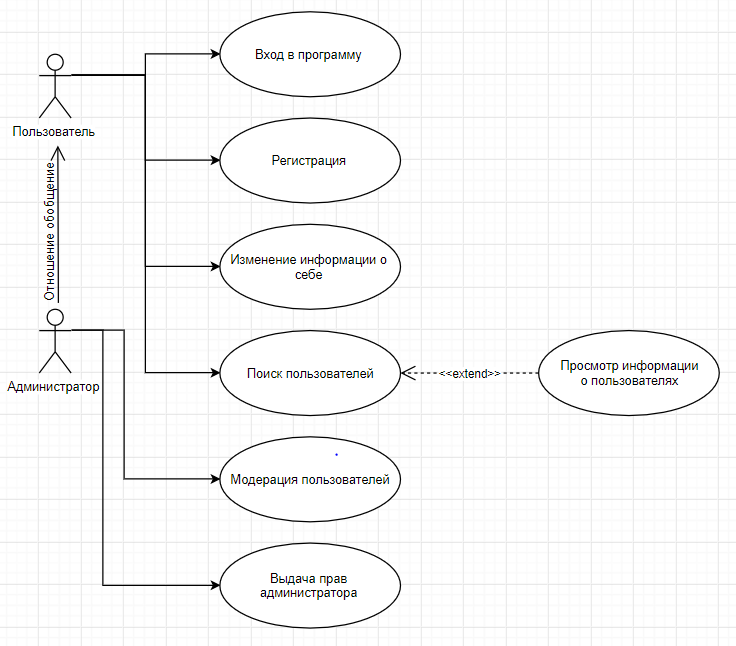 Вход в программу
Пользователь
Регистрация
Отношение обобщение
Изменение информации о
себе
Администратор
Поиск пользователей
<<extend>>
Просмотр информации
о пользователях
Модерация пользователей
Выдача прав
администратора